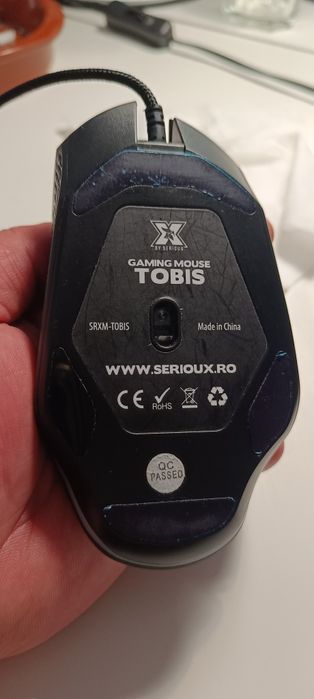 X
BY SERIOUX
GAMING MOUSE
TOBIS
SRXM-TOBIS
Made in China
WWW.SERIOUX.RO
CE RoHS
QC
PASSED